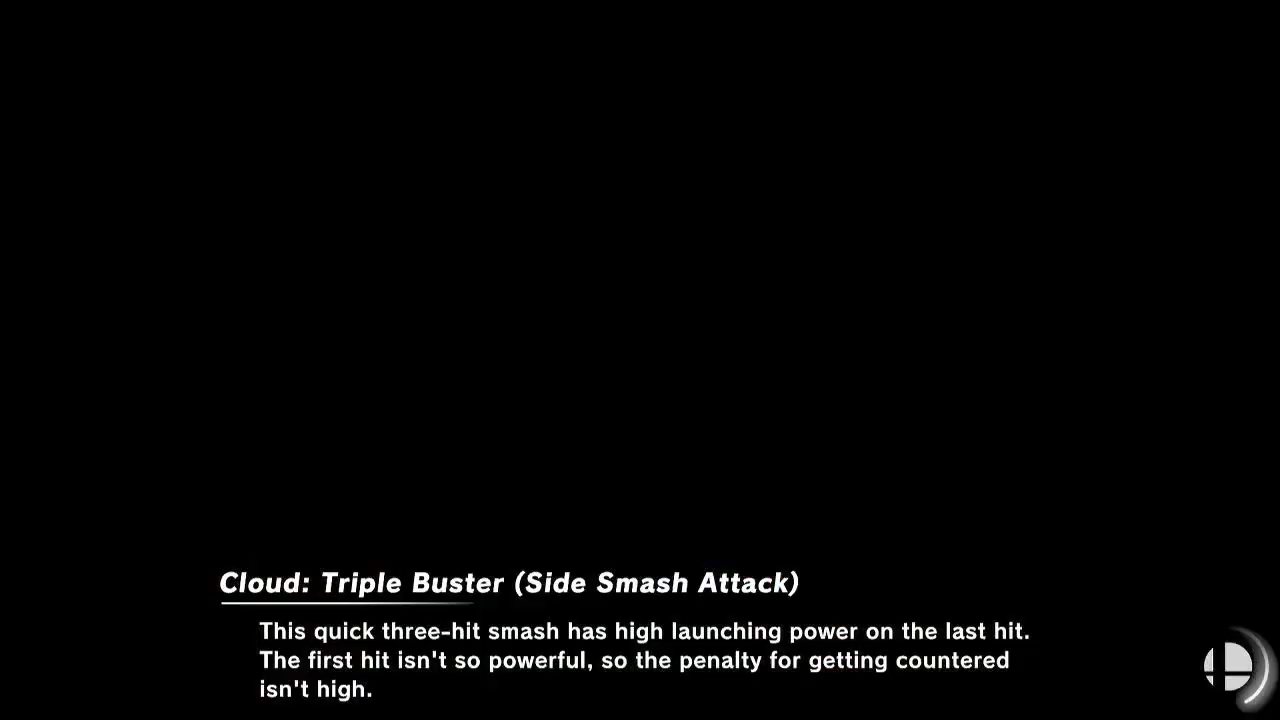 Cloud: Triple Buster (Side Smash Attack)
This quick three-hit smash has high launching power on the last hit.
The first hit isn't so powerful, so the penalty for getting countered
isn't high.